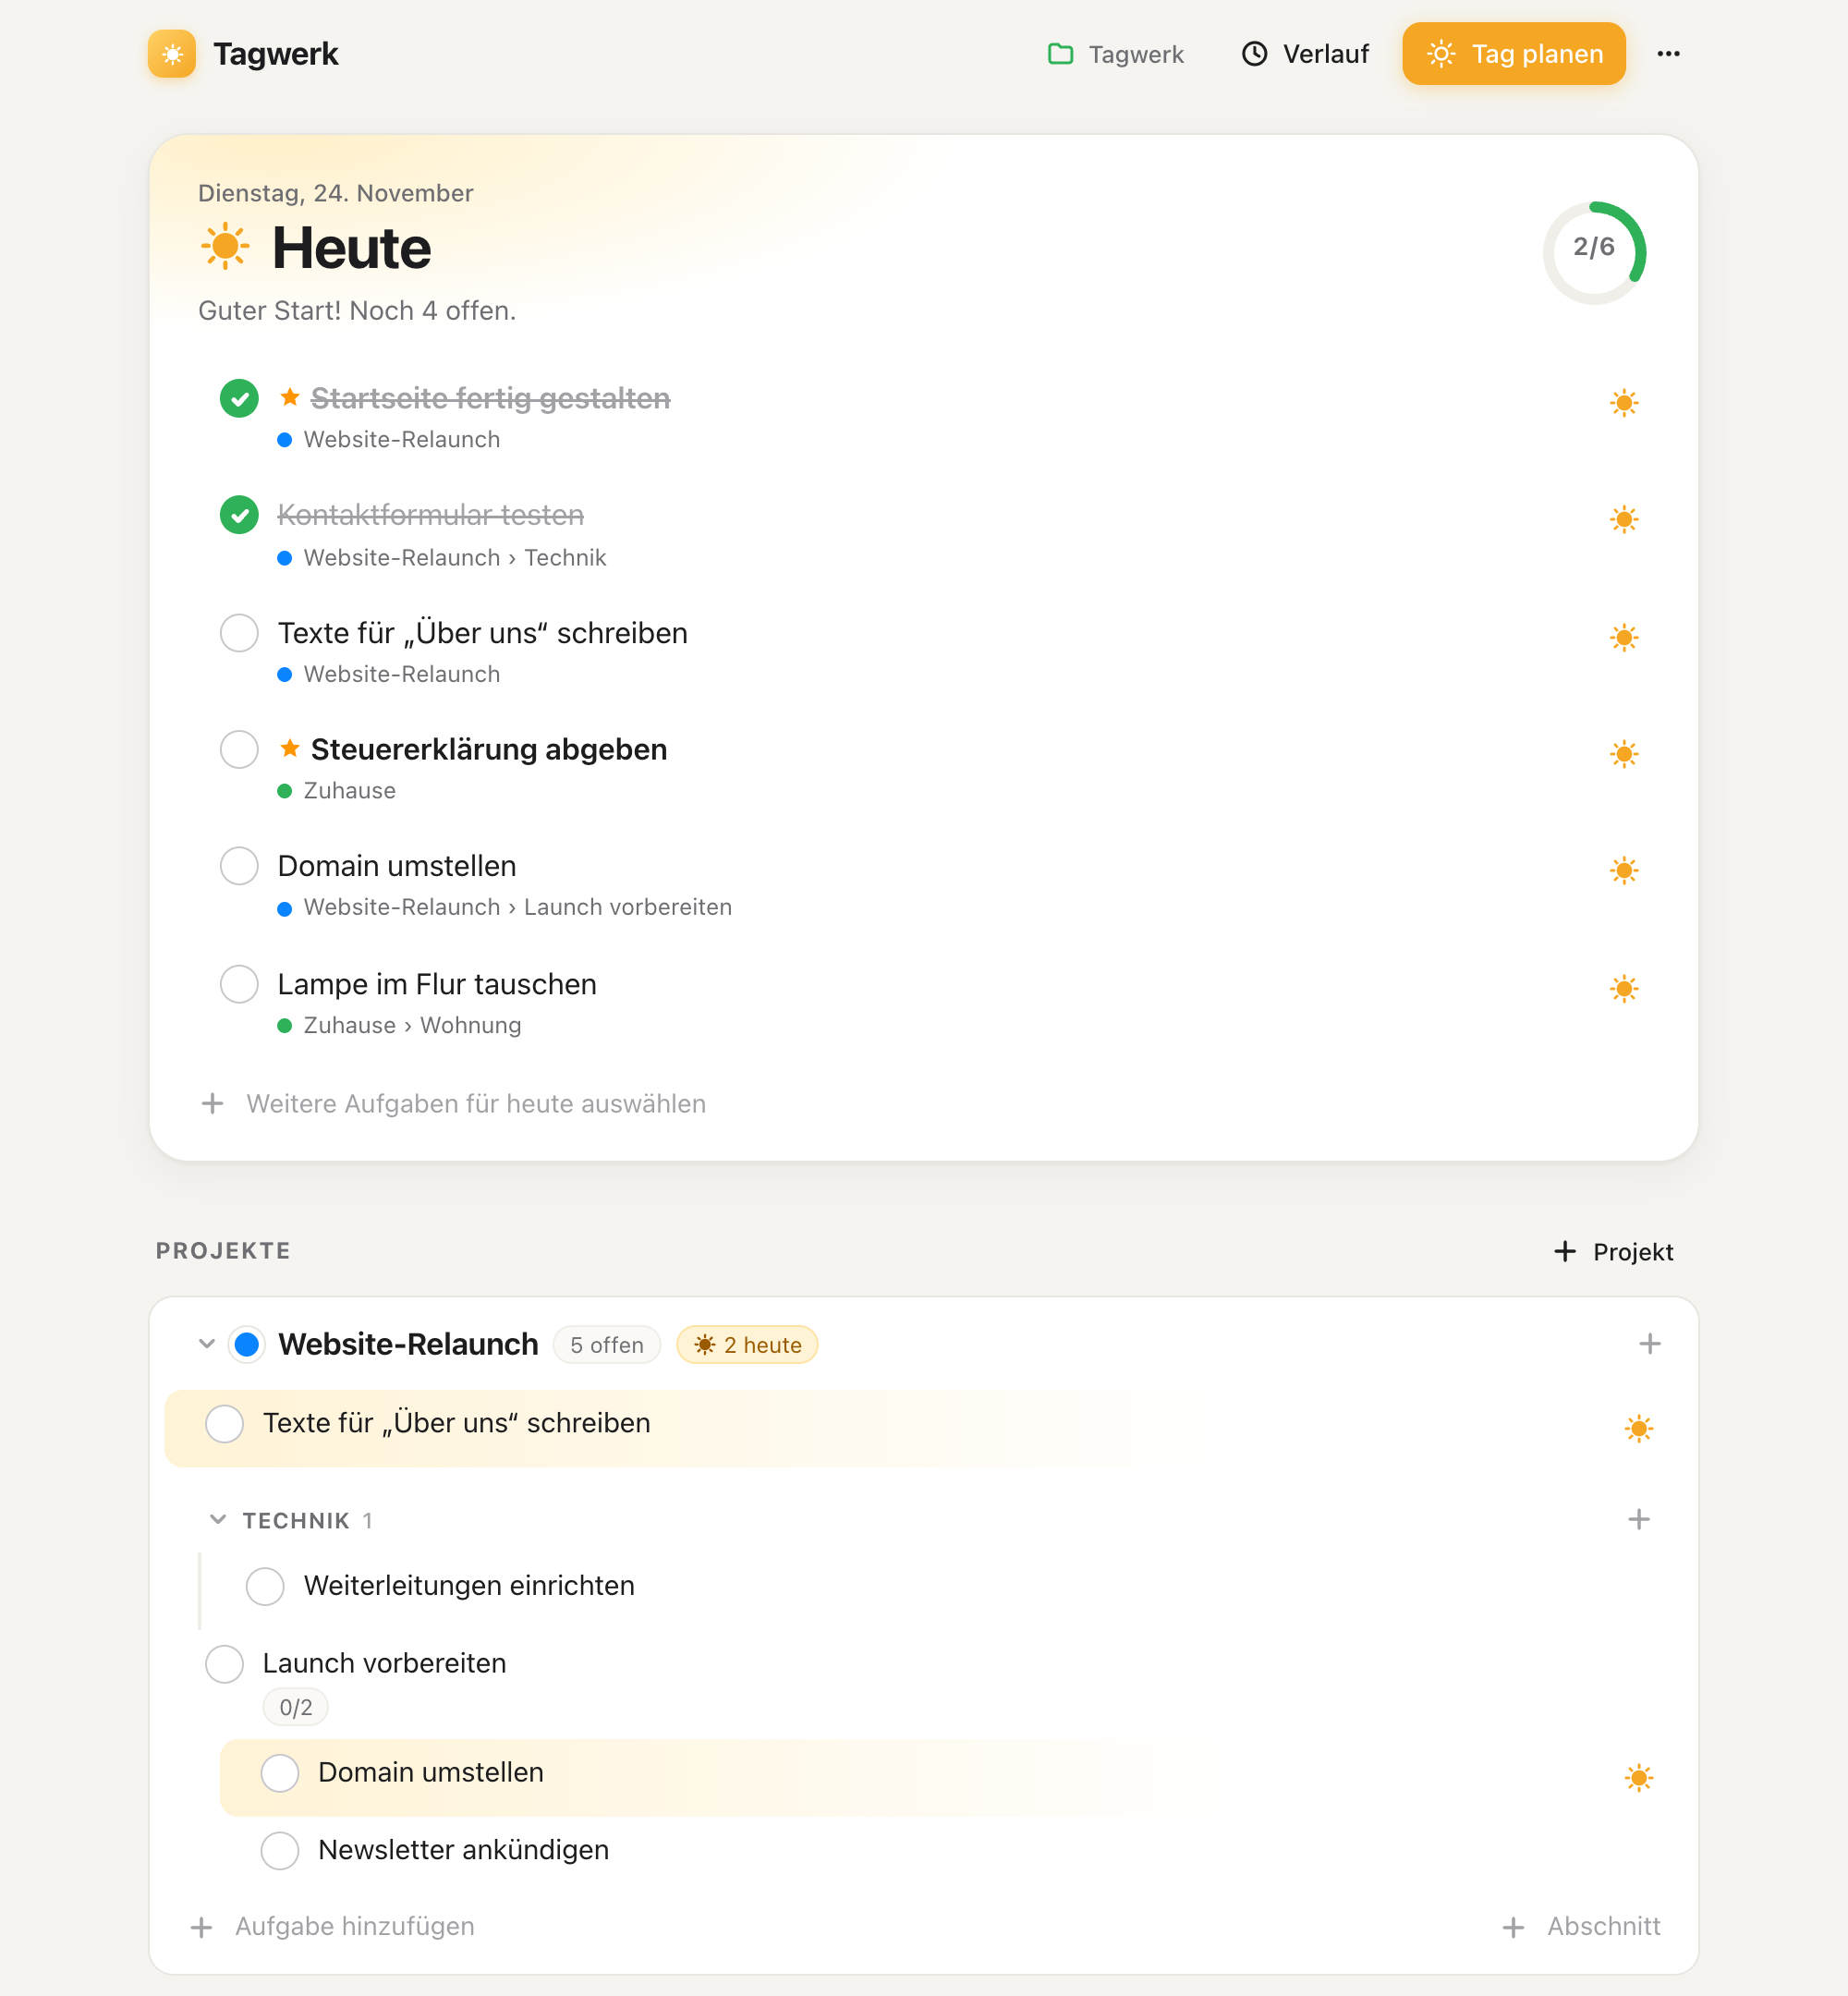 Tagwerk
Tagwerk
Verlauf
Tag planen
Dienstag, 24. November
Heute
2/6
Guter Start! Noch 4 offen.
Startseite fertig gestalten
Website-Relaunch
Kontaktformular testen
Website-Relaunch › Technik
Texte für „Über uns“ schreiben
Website-Relaunch
Steuererklärung abgeben
Zuhause
Domain umstellen
Website-Relaunch › Launch vorbereiten
Lampe im Flur tauschen
Zuhause › Wohnung
Weitere Aufgaben für heute auswählen
PROJEKTE
Projekt
Website-Relaunch 5 offen 2 heute
Texte für „Über uns“ schreiben
TECHNIK 1
Weiterleitungen einrichten
Launch vorbereiten
0/2
Domain umstellen
Newsletter ankündigen
Aufgabe hinzufügen
Abschnitt